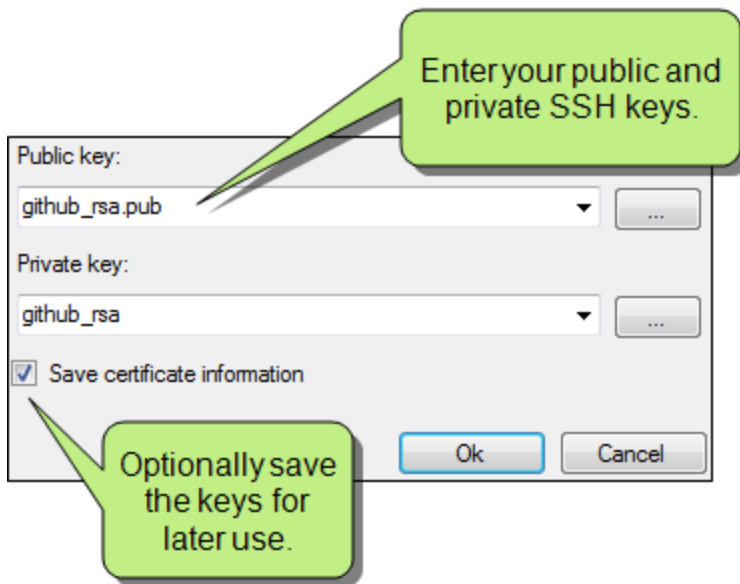 Enter your public and
private SSH keys.
Public key:
github_rsa.pub
...
Private key:
github_rsa
...
Save certificate information
Ok
Cancel
Optionally save
the keys for
later use.